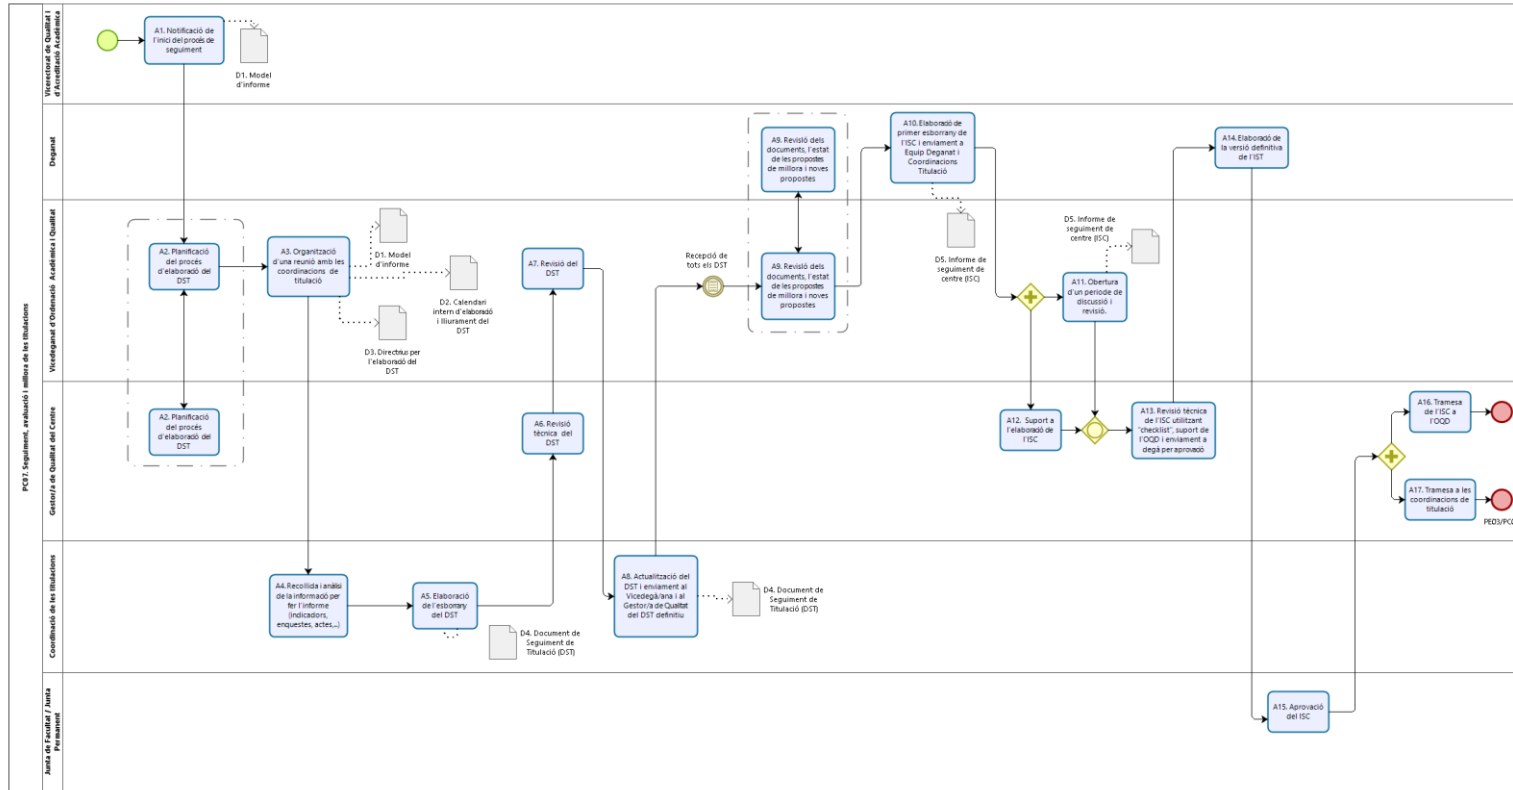 PC87. Seguiment, avaluació i millora de les titulacions
Vicerectorat de Qualitat i
d'Acreditació Acadèmica
A1. Notificació de
l'inici del procés de
seguiment
D1. Model
d'informe
Deganat
A9. Revisió dels
documents, l'estat
de les propostes
de millora i noves
propostes
A10. Elaboració de
primer esborrany de
l'ISC i enviament a
Equip Deganat i
Coordinacions
Titulació
A14. Elaboració de
la versió definitiva
de l'IST
Vicedeganat d'Ordenació Acadèmica i Qualitat
A2. Planificació
del procés
d'elaboració del
DST
A3. Organització
d'una reunió amb les
coordinacions de
titulació
D1. Model
d'informe
D2. Calendari
intern d'elaboració
i lliurament del
DST
D3. Directrius per
l'elaboració del
DST
A7. Revisió del
DST
Recepció de
tots els DST
A9. Revisió dels
documents, l'estat
de les propostes
de millora i noves
propostes
D5. Informe de
seguiment de
centre (ISC)
D5. Informe de
seguiment de
centre (ISC)
A11. Obertura
d'un periode de
discussió i
revisió.
Gestor/a de Qualitat del Centre
A2. Planificació
del procés
d'elaboració del
DST
A6. Revisió
tècnica del
DST
A12. Suport a
l'elaboració de
l'ISC
A13. Revisió tècnica
de l'ISC utilitzant
"checklist", suport de
l'OQD i enviament a
degà per aprovació
A16. Tramesa
de l'ISC a
l'OQD
A17. Tramesa a les
coordinacions de
titulació
Coordinació de les titulacions
A4. Recollida i anàlisi
de la informació per
fer l'informe
(indicadors,
enquestes, actes,..)
A5. Elaboració
de l'esborrany
del DST
D4. Document de
Seguiment de
Titulació (DST)
A8. Actualització del
DST i enviament al
Vicedegà/ana i al
Gestor/a de Qualitat
del DST definitiu
D4. Document de
Seguiment de
Titulació (DST)
Junta de Facultat / Junta
Permanent
A15. Aprovació
del ISC